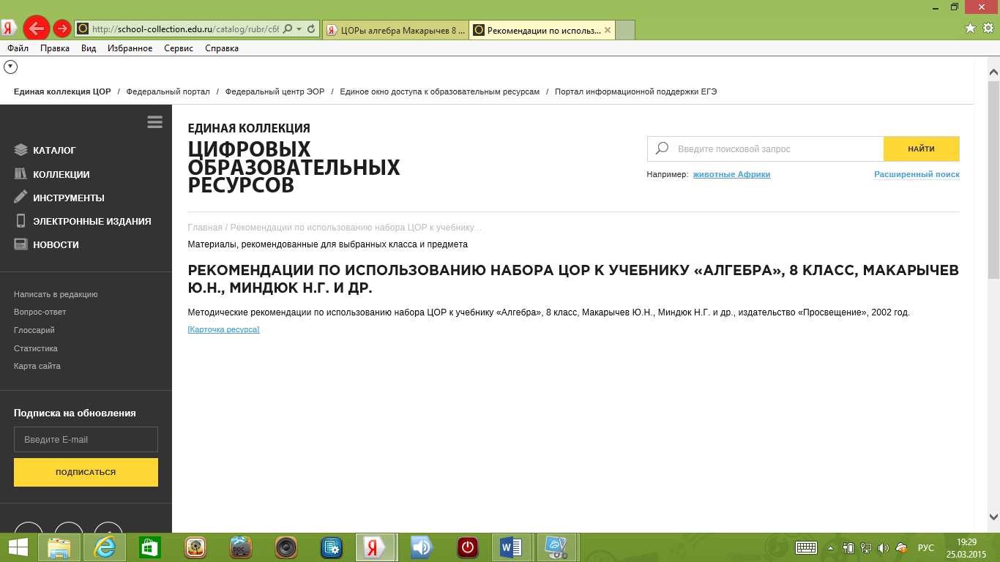 http://school-collection.edu.ru/catalog/rubr/c6
ЦОРы алгебра Макарычев 8 ...
Рекомендации по использ...
Файл Правка Вид Избранное Сервис Справка
Единая коллекция ЦОР / Федеральный портал / Федеральный центр ЭОР / Единое окно доступа к образовательным ресурсам / Портал информационной поддержки ЕГЭ
КАТАЛОГ
КОЛЛЕКЦИИ
ИНСТРУМЕНТЫ
ЭЛЕКТРОННЫЕ ИЗДАНИЯ
НОВОСТИ
Написать в редакцию
Вопрос-ответ
Глоссарий
Статистика
Карта сайта
Подписка на обновления
Введите E-mail
ПОДПИСАТЬСЯ
ЕДИНАЯ КОЛЛЕКЦИЯ
ЦИФРОВЫХ
ОБРАЗОВАТЕЛЬНЫХ
РЕСУРСОВ
Введите поисковой запрос
НАЙТИ
Например: животные Африки
Расширенный поиск
Главная / Рекомендации по использованию набора ЦОР к учебнику...
Материалы, рекомендованные для выбранных класса и предмета
РЕКОМЕНДАЦИИ ПО ИСПОЛЬЗОВАНИЮ НАБОРА ЦОР К УЧЕБНИКУ «АЛГЕБРА», 8 КЛАСС, МАКАРЫЧЕВ
Ю.Н., МИНДЮК Н.Г. И ДР.
Методические рекомендации по использованию набора ЦОР к учебнику «Алгебра», 8 класс, Макарычев Ю.Н., Миндюк Н.Г. и др., издательство «Просвещение», 2002 год.
[Карточка ресурса]
DOC
РУС
19:29
25.03.2015